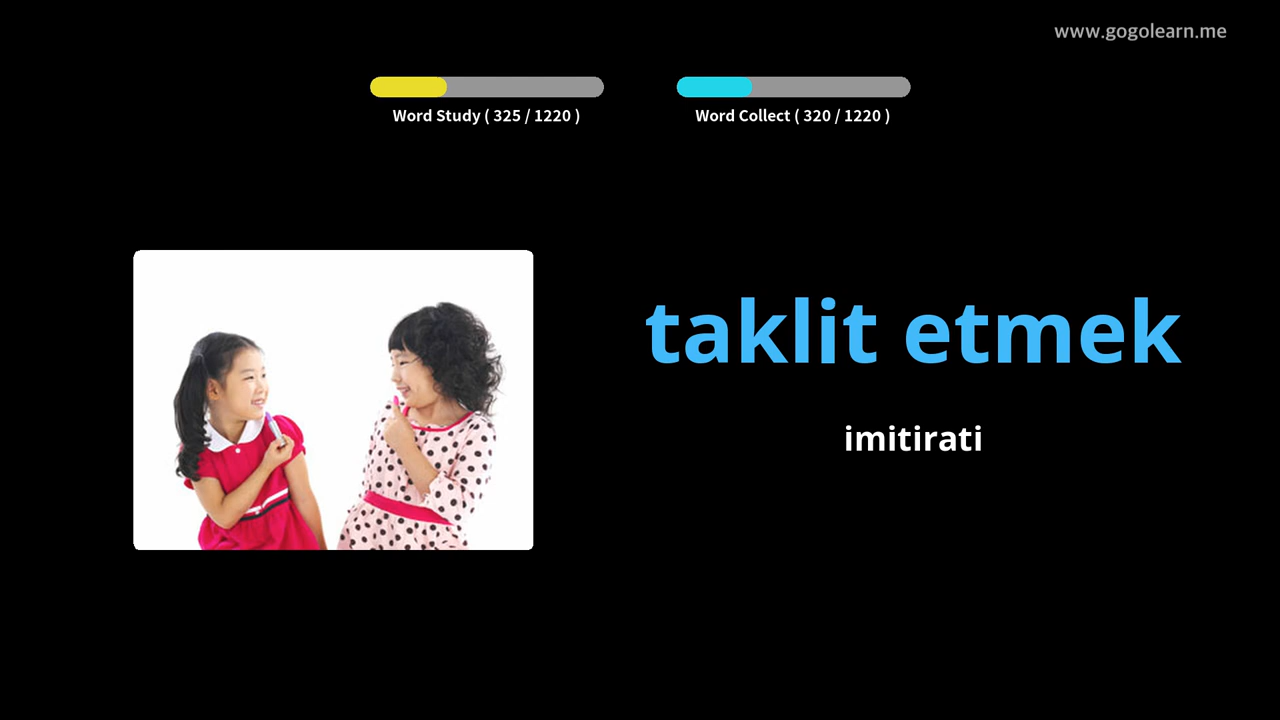 www.gogolearn.me
Word Study ( 325 / 1220 )
Word Collect ( 320 / 1220 )
taklit etmek
imitirati